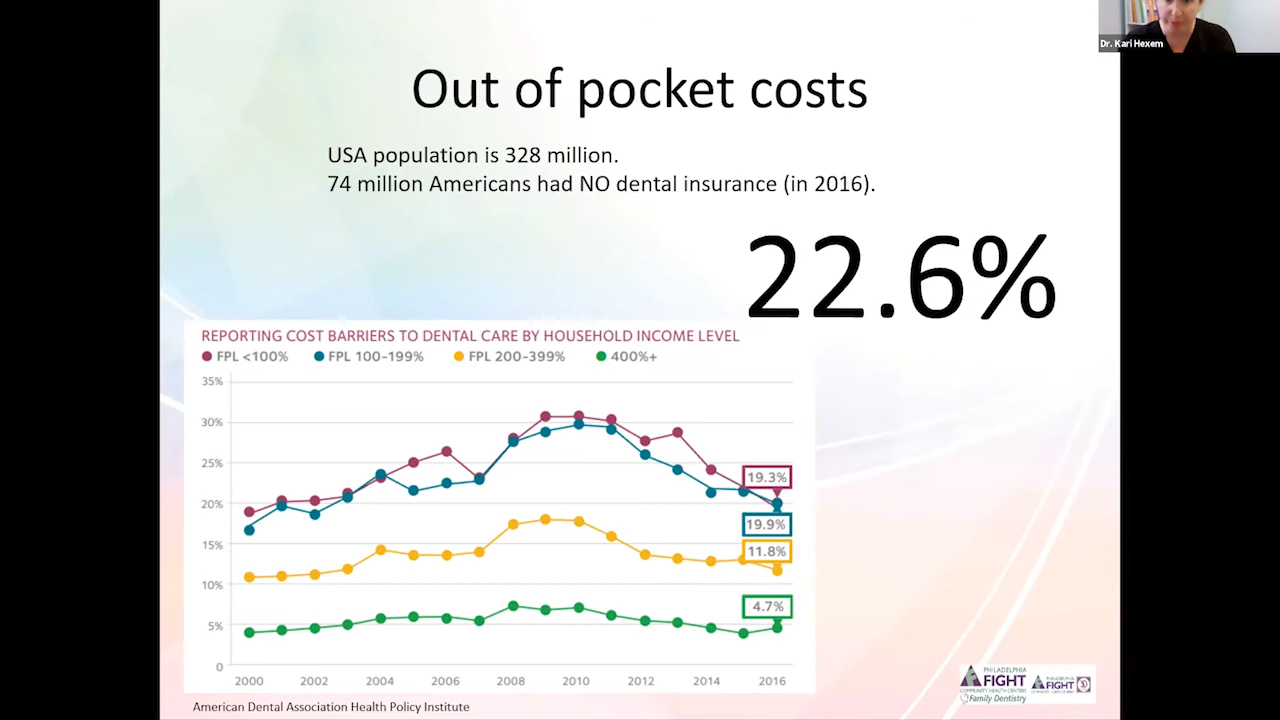 Dr. Kari Hexem
Out of pocket costs
USA population is 328 million.
74 million Americans had NO dental insurance (in 2016).
22.6%
REPORTING COST BARRIERS TO DENTAL CARE BY HOUSEHOLD INCOME LEVEL
FPL <100% FPL 100-199% FPL 200-399% 400%+
35%
30%
25%
20%
15%
10%
5%
0
19.3%
19.9%
11.8%
4.7%
2000 2002 2004 2006 2008 2010 2012 2014 2016
American Dental Association Health Policy Institute
PHILADELPHIA
FIGHT
COMMUNITY HEALTH CENTERS
Family Dentistry
FIGHT